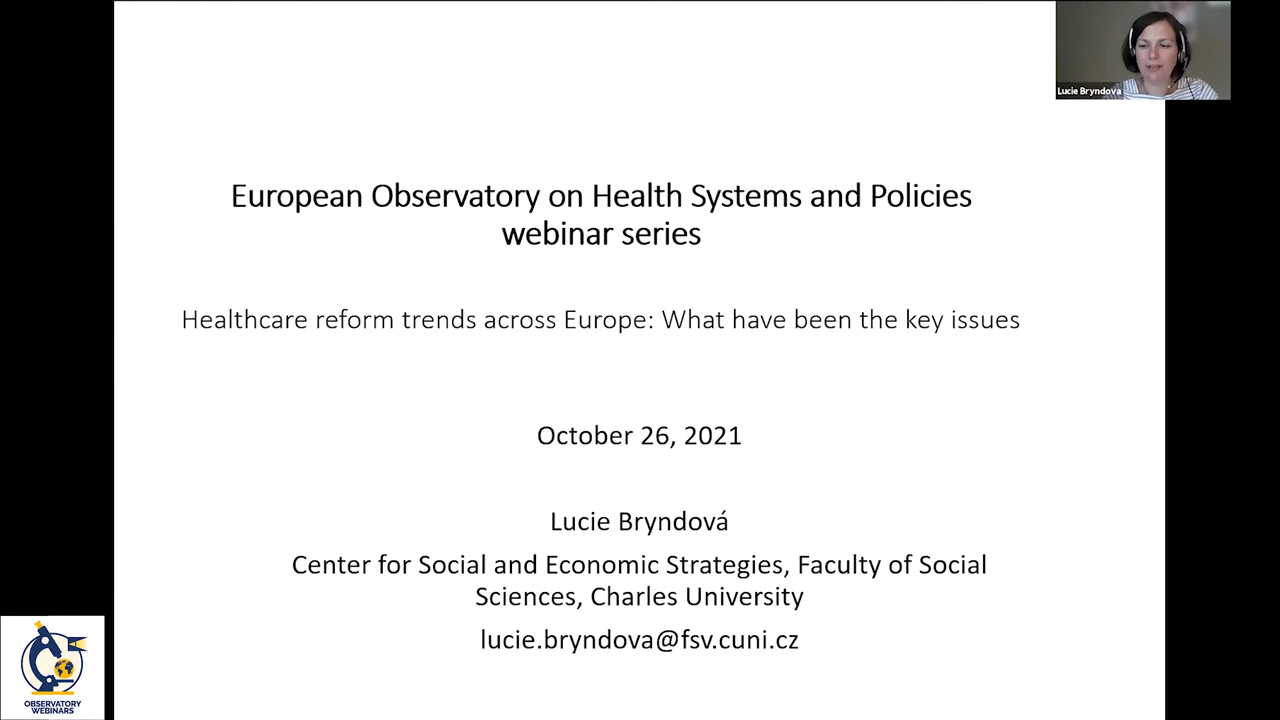 Lucie Bryndova
European Observatory on Health Systems and Policies
webinar series
Healthcare reform trends across Europe: What have been the key issues
October 26, 2021
Lucie Bryndová
Center for Social and Economic Strategies, Faculty of Social
Sciences, Charles University
lucie.bryndova@fsv.cuni.cz
OBSERVATORY
WEBINARS